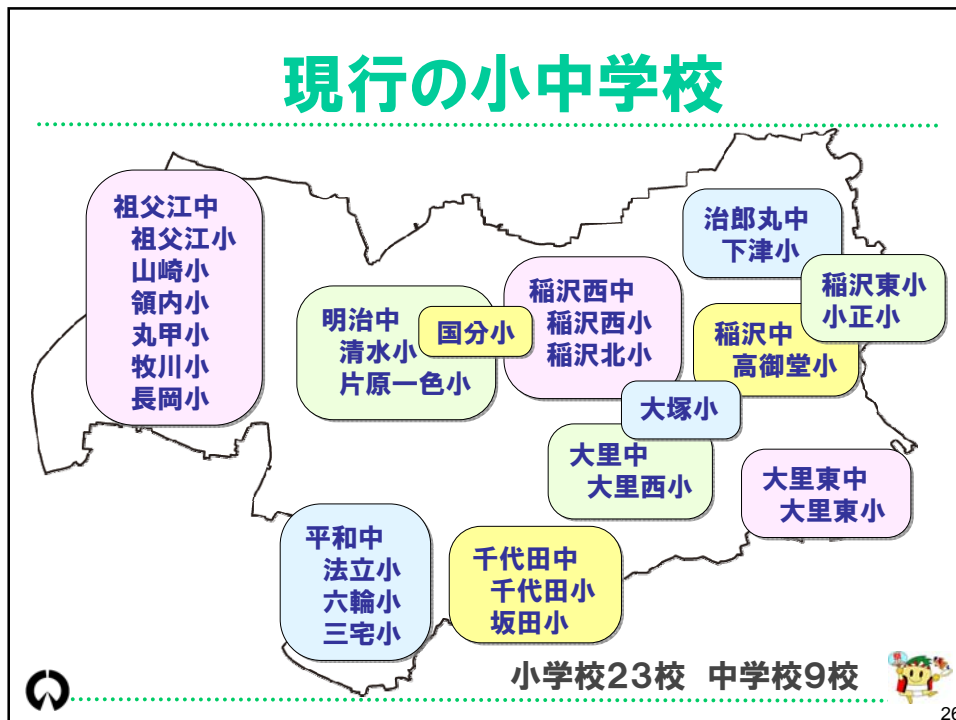 現行の小中学校
祖父江中
祖父江小
山崎小
領内小
丸甲小
牧川小
長岡小
明治中
清水小
片原一色小
国分小
稲沢西中
稲沢西小
稲沢北小
治郎丸中
下津小
稲沢東小
小正小
稲沢中
高御堂小
大塚小
大里中
大里西小
大里東中
大里東小
平和中
法立小
六輪小
三宅小
千代田中
千代田小
坂田小
小学校23校 中学校9校
26